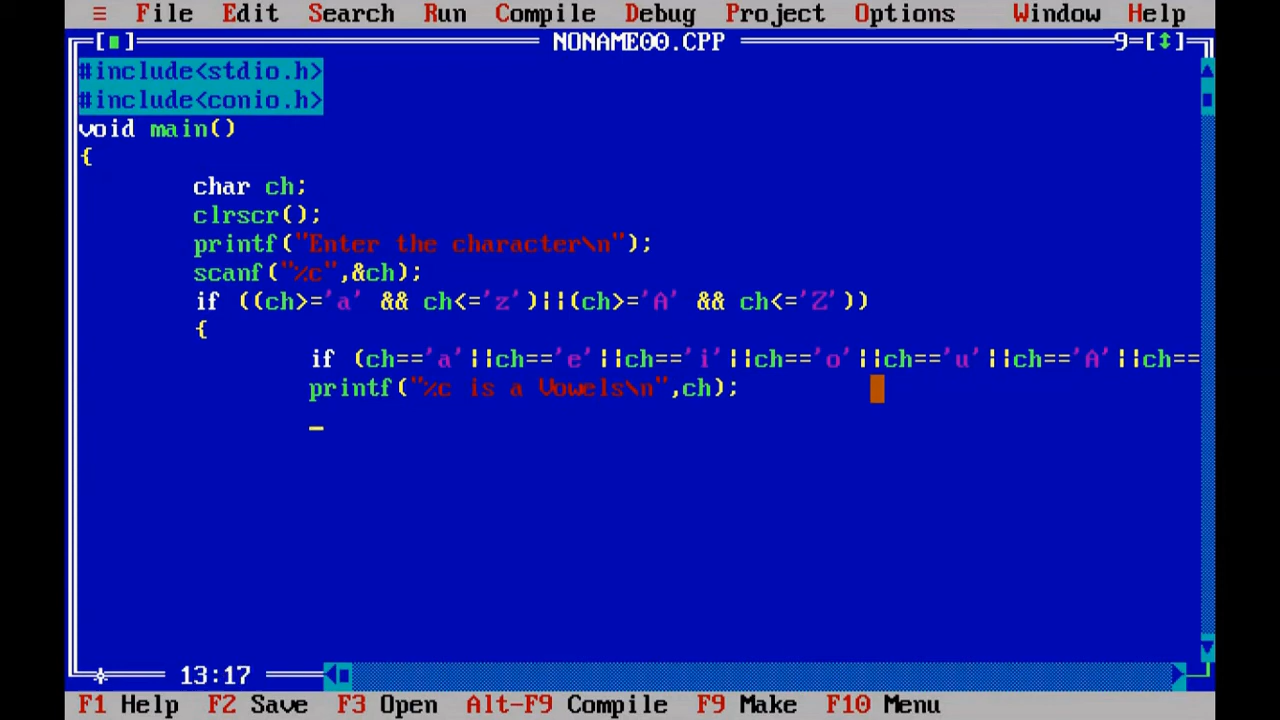 ≡ File Edit Search Run Compile Debug Project Options Window Help
[■] NONAME00.CPP 9=[↕]
#include<stdio.h>
#include<conio.h>
void main()
{
char ch;
clrscr();
printf("Enter the character\n");
scanf("%c",&ch);
if ((ch>='a' && ch<='z')||(ch>='A' && ch<='Z'))
{
if (ch=='a'||ch=='e'||ch=='i'||ch=='o'||ch=='u'||ch=='A'||ch==
printf("%c is a Vowels\n",ch);
_
13:17
F1 Help F2 Save F3 Open Alt-F9 Compile F9 Make F10 Menu